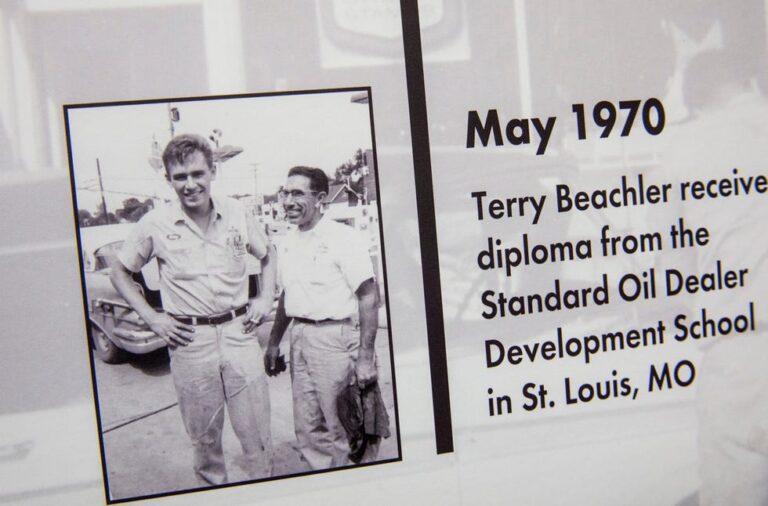 May 1970
Terry Beachler receive
diploma from the
Standard Oil Dealer
Development School
in St. Louis, MO